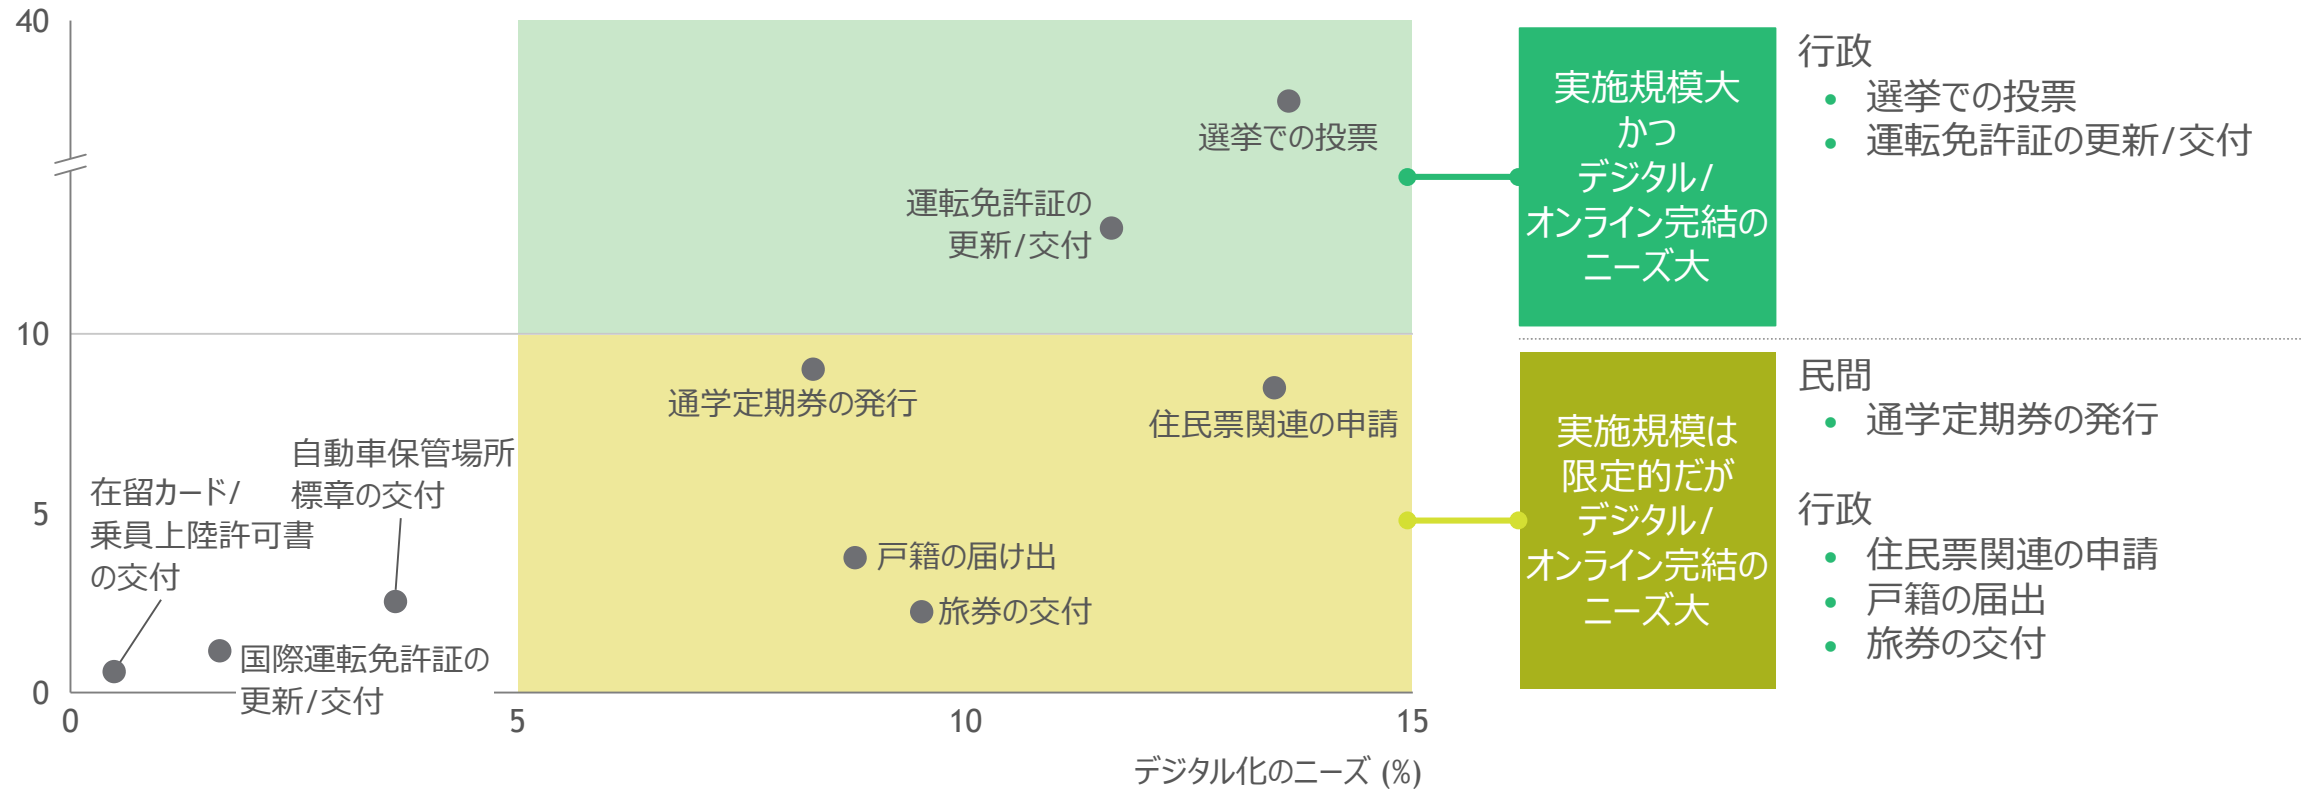 40
10
5
0
0
5
10
15
デジタル化のニーズ (%)
選挙での投票
運転免許証の
更新/交付
通学定期券の発行
住民票関連の申請
自動車保管場所
標章の交付
在留カード/
乗員上陸許可書
の交付
戸籍の届け出
旅券の交付
国際運転免許証の
更新/交付
実施規模大
かつ
デジタル/
オンライン完結の
ニーズ大
行政
• 選挙での投票
• 運転免許証の更新/交付
実施規模は
限定的だが
デジタル/
オンライン完結の
ニーズ大
民間
• 通学定期券の発行
行政
• 住民票関連の申請
• 戸籍の届出
• 旅券の交付